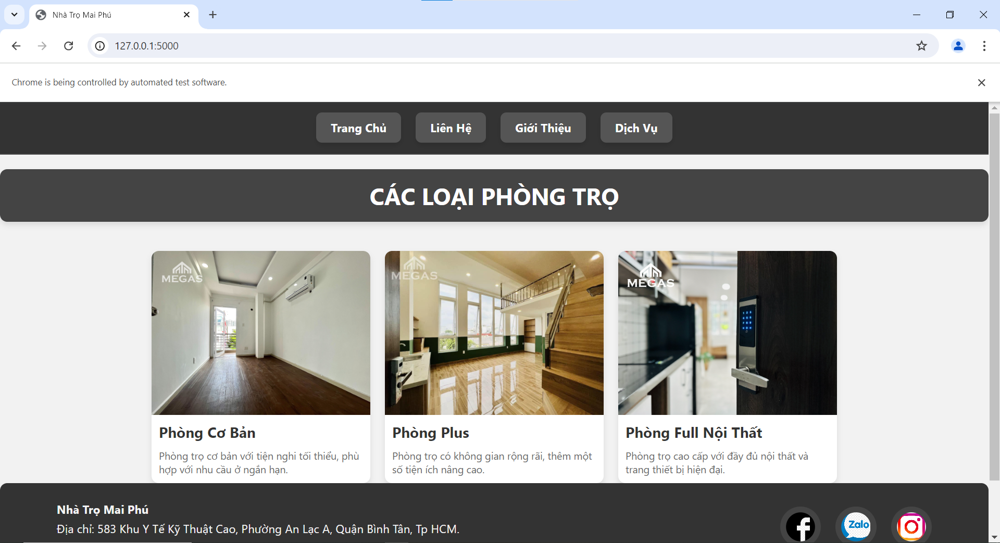 Nhà Trọ Mai Phú
127.0.0.1:5000
Chrome is being controlled by automated test software.
Trang Chủ
Liên Hệ
Giới Thiệu
Dịch Vụ
CÁC LOẠI PHÒNG TRỌ
MEGAS
MEGAS
MEGAS
Phòng Cơ Bản
Phòng trọ cơ bản với tiện nghi tối thiểu, phù
hợp với nhu cầu ở ngắn hạn.
Phòng Plus
Phòng trọ có không gian rộng rãi, thêm một
số tiện ích nâng cao.
Phòng Full Nội Thất
Phòng trọ cao cấp với đầy đủ nội thất và
trang thiết bị hiện đại.
Nhà Trọ Mai Phú
Địa chỉ: 583 Khu Y Tế Kỹ Thuật Cao, Phường An Lạc A, Quận Bình Tân, Tp HCM.
Zalo